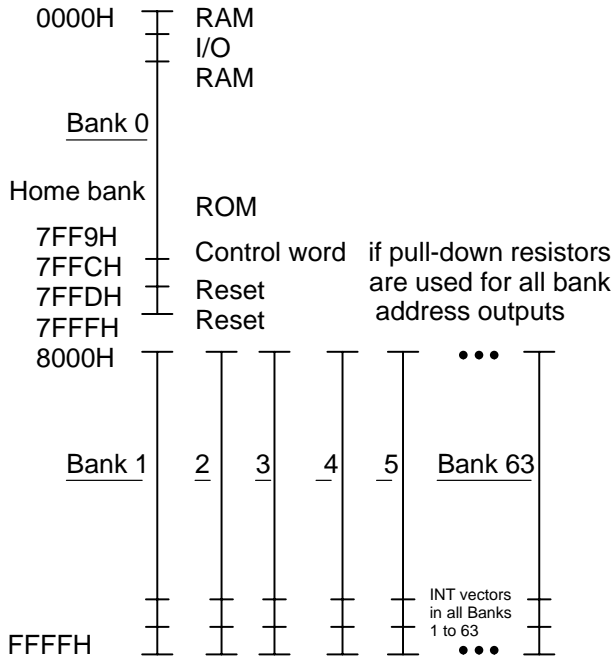 0000H RAM
I/O
RAM
Bank 0
Home bank
ROM
7FF9H
Control word if pull-down resistors
7FFCH
are used for all bank
7FFDH Reset
address outputs
7FFFH Reset
8000H
Bank 1 2 3 4 5 Bank 63
INT vectors
in all Banks
1 to 63
FFFFH